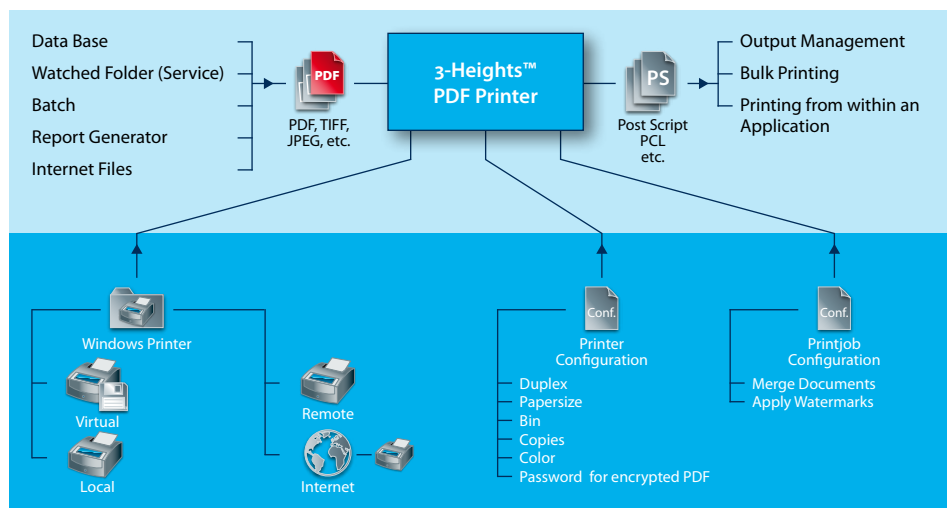 Data Base
Watched Folder (Service)
Batch
Report Generator
Internet Files
PDF
PDF, TIFF,
JPEG, etc.
3-Heights™
PDF Printer
PS
Post Script
PCL
etc.
Output Management
Bulk Printing
Printing from within an
Application
Windows Printer
Virtual
Local
Remote
Internet
Conf.
Printer
Configuration
Duplex
Papersize
Bin
Copies
Color
Password for encrypted PDF
Conf.
Printjob
Configuration
Merge Documents
Apply Watermarks